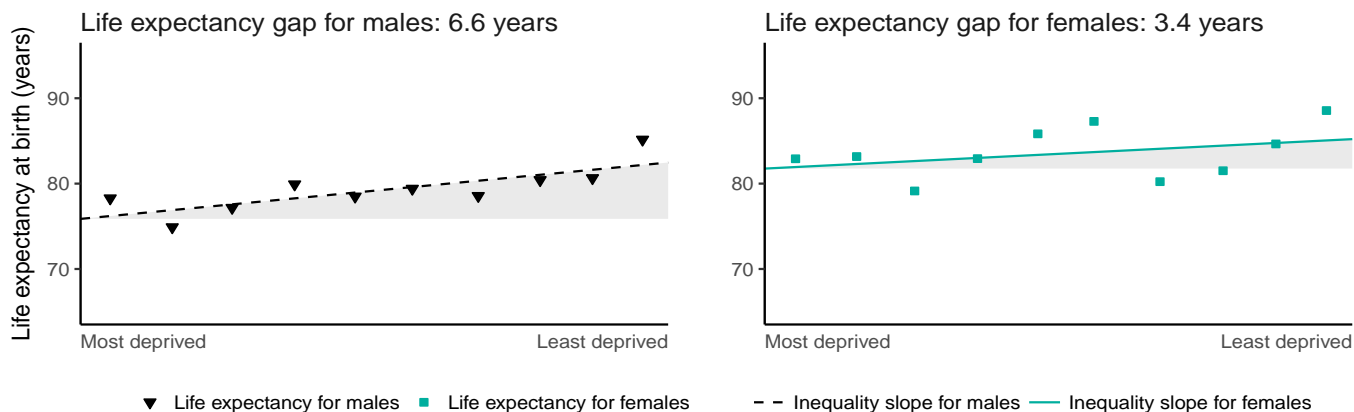 Life expectancy gap for males: 6.6 years
Life expectancy gap for females: 3.4 years
Life expectancy at birth (years)
90
80
70
Most deprived
Least deprived
90
80
70
Most deprived
Least deprived
Life expectancy for males
Life expectancy for females
Inequality slope for males
Inequality slope for females